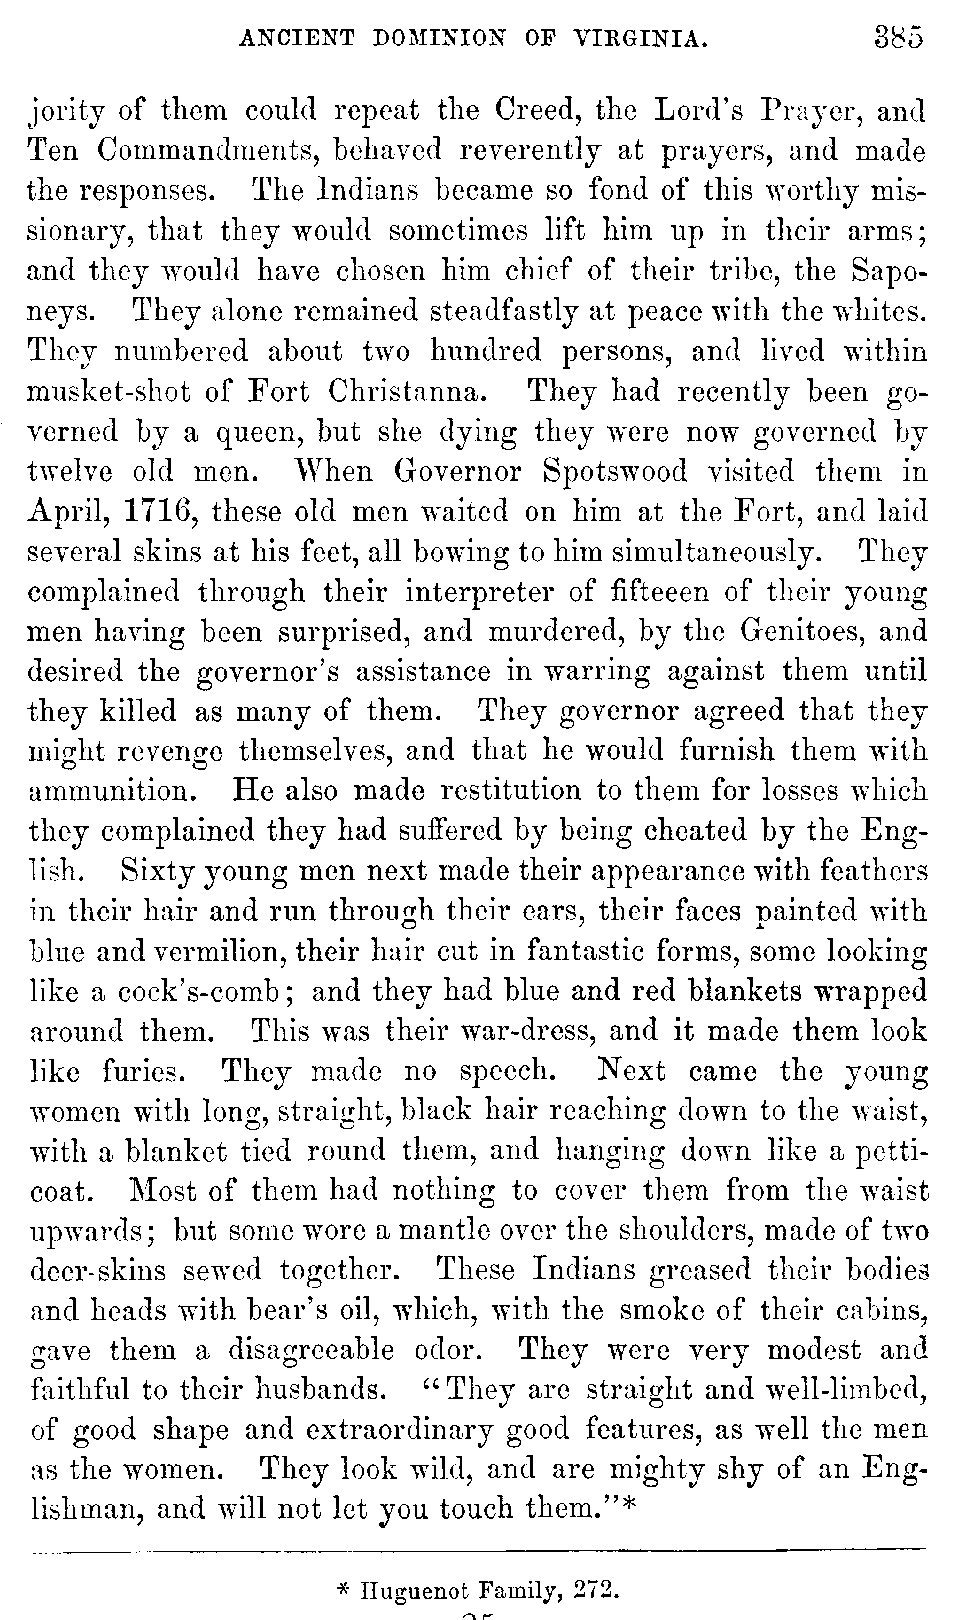 ANCIENT DOMINION OF VIRGINIA. 385
jority of them could repeat the Creed, the Lord's Prayer, and
Ten Commandments, behaved reverently at prayers, and made
the responses. The Indians became so fond of this worthy mis-
sionary, that they would sometimes lift him up in their arms;
and they would have chosen him chief of their tribe, the Sapo-
neys. They alone remained steadfastly at peace with the whites.
They numbered about two hundred persons, and lived within
musket-shot of Fort Christanna. They had recently been go-
verned by a queen, but she dying they were now governed by
twelve old men. When Governor Spotswood visited them in
April, 1716, these old men waited on him at the Fort, and laid
several skins at his feet, all bowing to him simultaneously. They
complained through their interpreter of fifteeen of their young
men having been surprised, and murdered, by the Genitoes, and
desired the governor's assistance in warring against them until
they killed as many of them. They governor agreed that they
might revenge themselves, and that he would furnish them with
ammunition. He also made restitution to them for losses which
they complained they had suffered by being cheated by the Eng-
lish. Sixty young men next made their appearance with feathers
in their hair and run through their ears, their faces painted with
blue and vermilion, their hair cut in fantastic forms, some looking
like a cock's-comb; and they had blue and red blankets wrapped
around them. This was their war-dress, and it made them look
like furies. They made no speech. Next came the young
women with long, straight, black hair reaching down to the waist,
with a blanket tied round them, and hanging down like a petti-
coat. Most of them had nothing to cover them from the waist
upwards; but some wore a mantle over the shoulders, made of two
deer-skins sewed together. These Indians greased their bodies
and heads with bear's oil, which, with the smoke of their cabins,
gave them a disagreeable odor. They were very modest and
faithful to their husbands. "They are straight and well-limbed,
of good shape and extraordinary good features, as well the men
as the women. They look wild, and are mighty shy of an Eng-
lishman, and will not let you touch them."*
* Huguenot Family, 272.